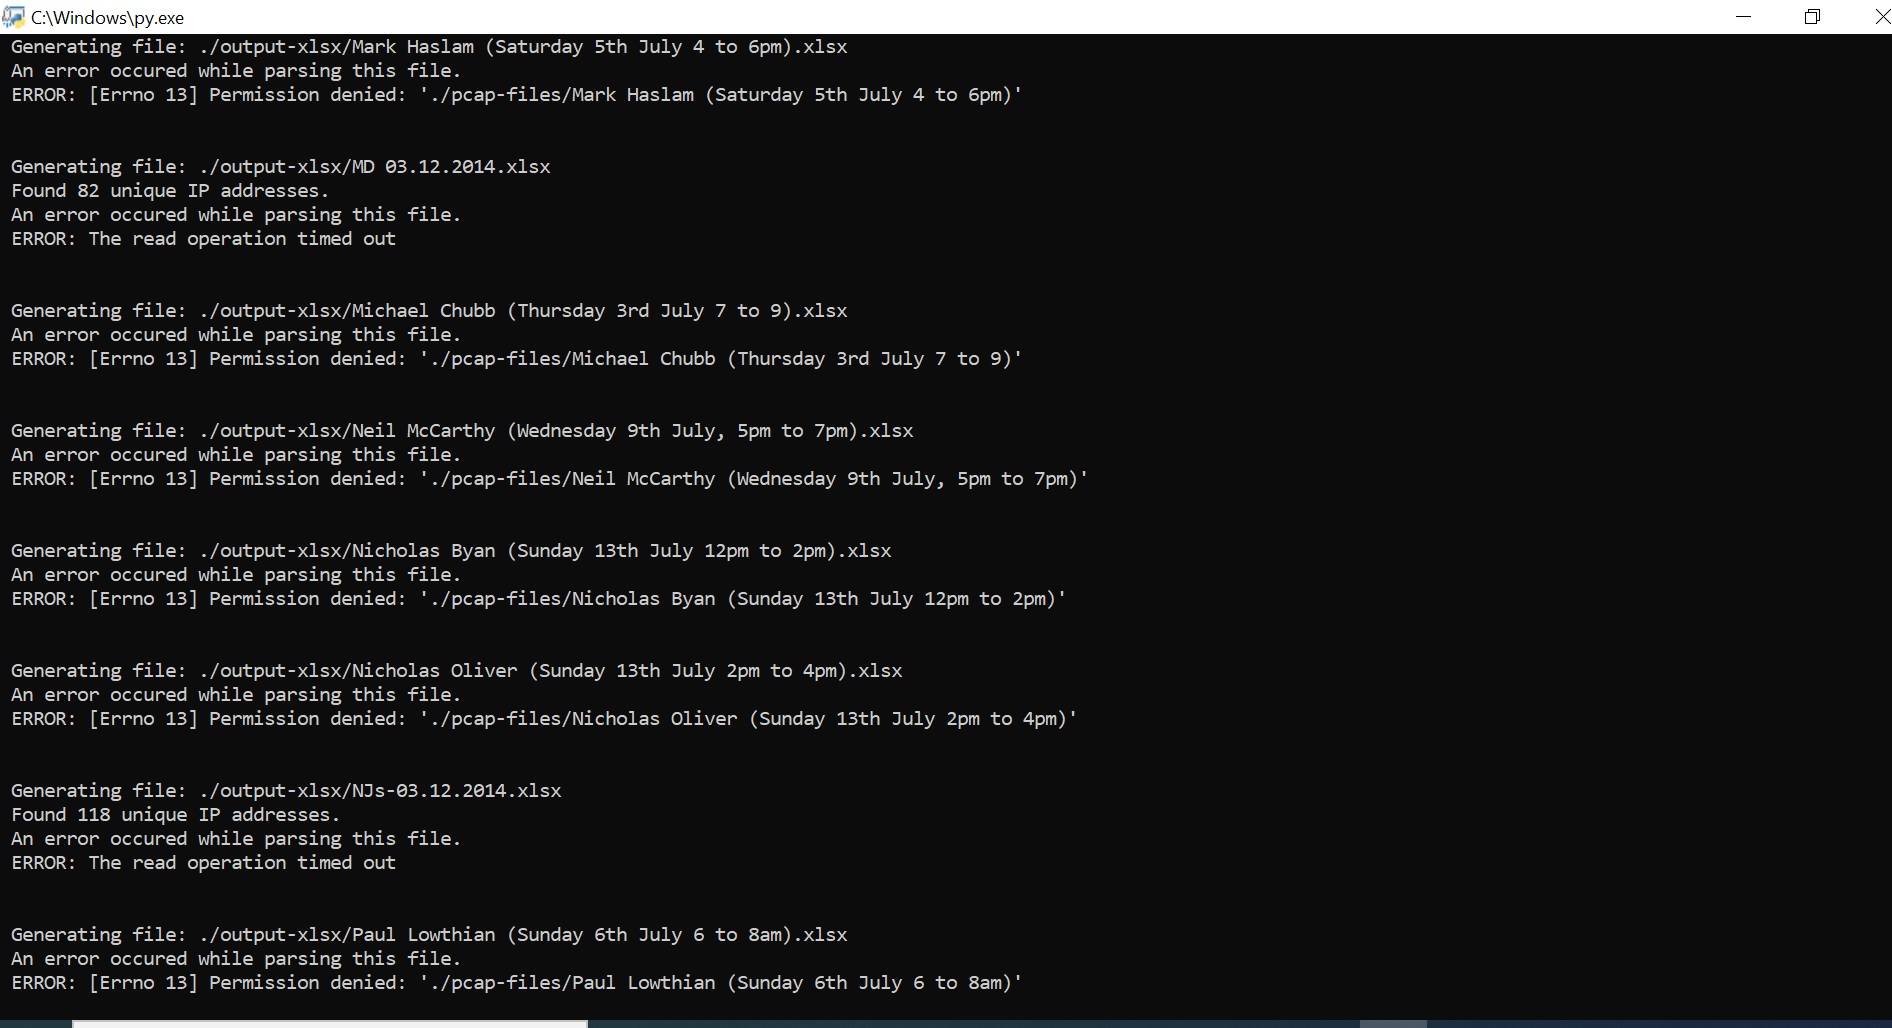 C:\Windows\py.exe
Generating file: ./output-xlsx/Mark Haslam (Saturday 5th July 4 to 6pm).xlsx
An error occured while parsing this file.
ERROR: [Errno 13] Permission denied: './pcap-files/Mark Haslam (Saturday 5th July 4 to 6pm)'
Generating file: ./output-xlsx/MD 03.12.2014.xlsx
Found 82 unique IP addresses.
An error occured while parsing this file.
ERROR: The read operation timed out
Generating file: ./output-xlsx/Michael Chubb (Thursday 3rd July 7 to 9).xlsx
An error occured while parsing this file.
ERROR: [Errno 13] Permission denied: './pcap-files/Michael Chubb (Thursday 3rd July 7 to 9)'
Generating file: ./output-xlsx/Neil McCarthy (Wednesday 9th July, 5pm to 7pm).xlsx
An error occured while parsing this file.
ERROR: [Errno 13] Permission denied: './pcap-files/Neil McCarthy (Wednesday 9th July, 5pm to 7pm)'
Generating file: ./output-xlsx/Nicholas Byan (Sunday 13th July 12pm to 2pm).xlsx
An error occured while parsing this file.
ERROR: [Errno 13] Permission denied: './pcap-files/Nicholas Byan (Sunday 13th July 12pm to 2pm)'
Generating file: ./output-xlsx/Nicholas Oliver (Sunday 13th July 2pm to 4pm).xlsx
An error occured while parsing this file.
ERROR: [Errno 13] Permission denied: './pcap-files/Nicholas Oliver (Sunday 13th July 2pm to 4pm)'
Generating file: ./output-xlsx/NJs-03.12.2014.xlsx
Found 118 unique IP addresses.
An error occured while parsing this file.
ERROR: The read operation timed out
Generating file: ./output-xlsx/Paul Lowthian (Sunday 6th July 6 to 8am).xlsx
An error occured while parsing this file.
ERROR: [Errno 13] Permission denied: './pcap-files/Paul Lowthian (Sunday 6th July 6 to 8am)'